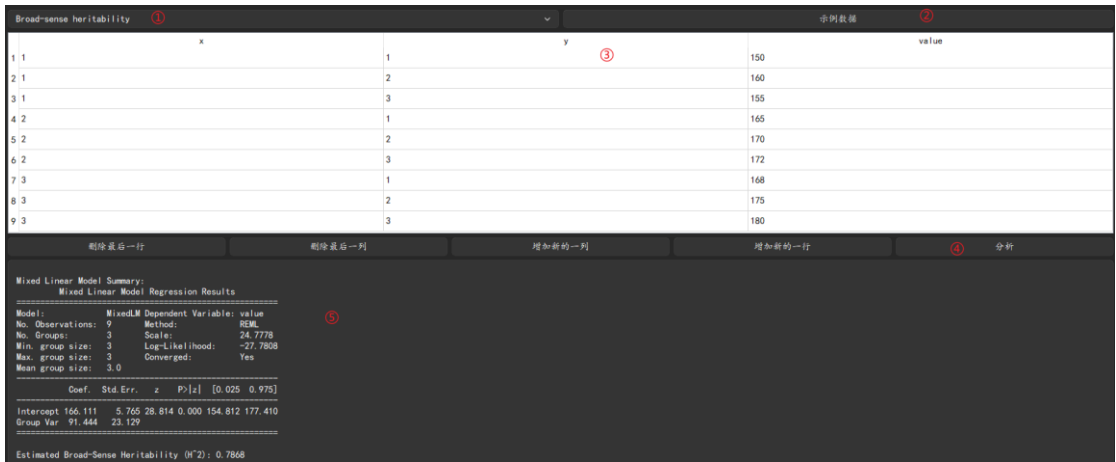 Broad-sense heritability ① 示例数据 ②
x y value
③
1 1 1 150
2 1 2 160
3 1 3 155
4 2 1 165
5 2 2 170
6 2 3 172
7 3 1 168
8 3 2 175
9 3 3 180
删除最后一行 删除最后一列 增加新的一列 增加新的一行 ④ 分析
Mixed Linear Model Summary:
Mixed Linear Model Regression Results
⑤
Model: MixedLM Dependent Variable: value
No. Observations: 9 Method: REML
No. Groups: 3 Scale: 24.7778
Min. group size: 3 Log-Likelihood: -27.7808
Max. group size: 3 Converged: Yes
Mean group size: 3.0
Coef. Std.Err. z P>|z| [0.025 0.975]
Intercept 166.111 5.765 28.814 0.000 154.812 177.410
Group Var 91.444 23.129
Estimated Broad-Sense Heritability (H^2): 0.7868